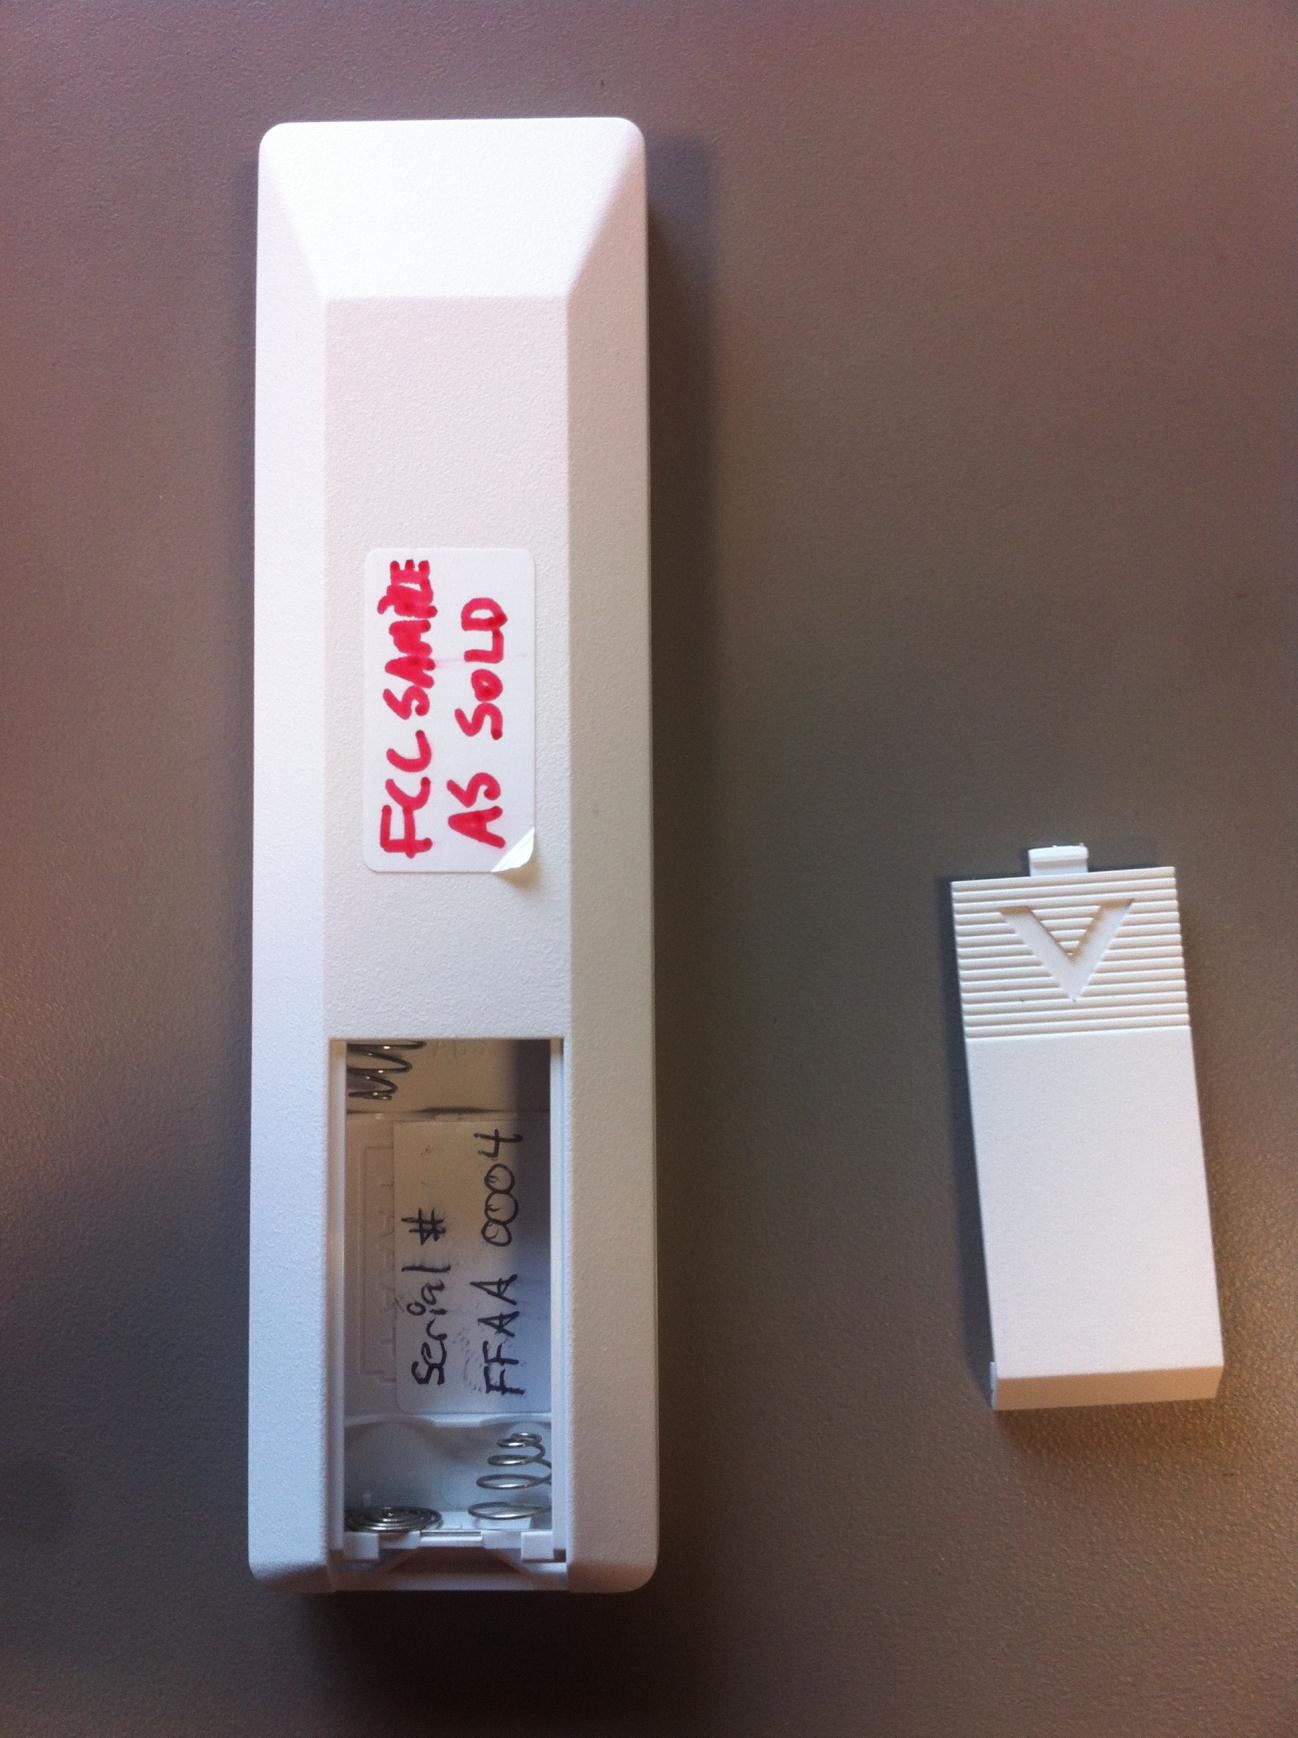 FCC SAMPLE
AS SOLD
Serial #
FFAA 0004